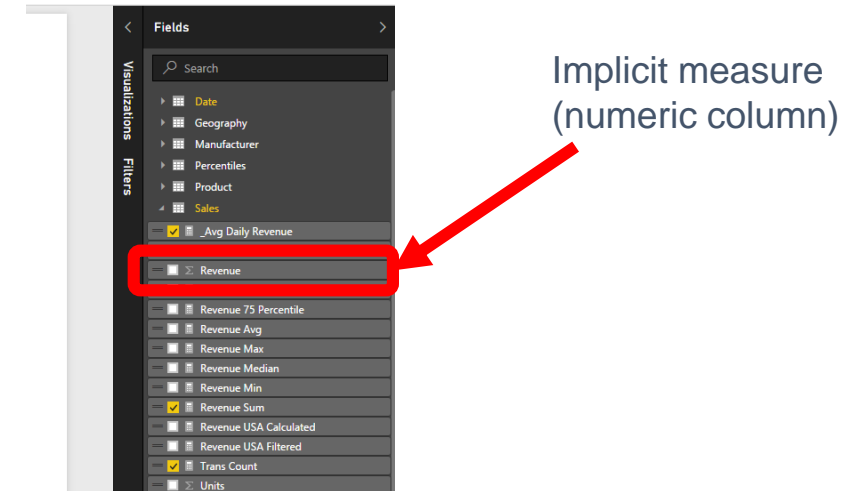 Fields
Search
Visualizations
Filters
Date
Geography
Manufacturer
Percentiles
Product
Sales
_Avg Daily Revenue
Revenue
Revenue 75 Percentile
Revenue Avg
Revenue Max
Revenue Median
Revenue Min
Revenue Sum
Revenue USA Calculated
Revenue USA Filtered
Trans Count
Σ Units
Implicit measure
(numeric column)